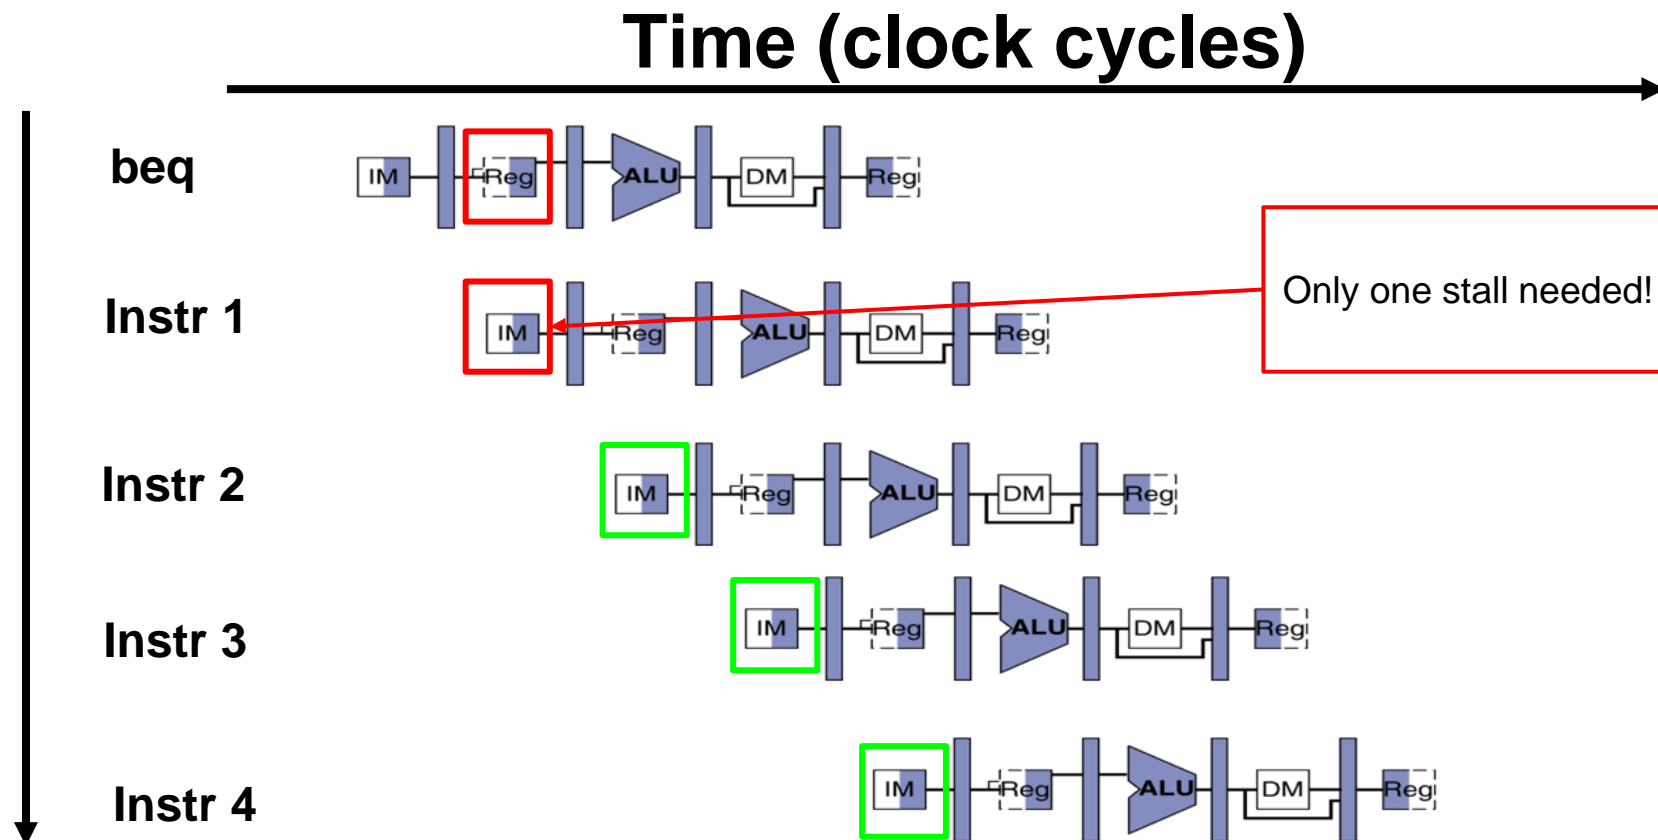 Time (clock cycles)
beq
IM Reg ALU DM Reg
Only one stall needed!
Instr 1
IM Reg ALU DM Reg
Instr 2
IM Reg ALU DM Reg
Instr 3
IM Reg ALU DM Reg
Instr 4
IM Reg ALU DM Reg